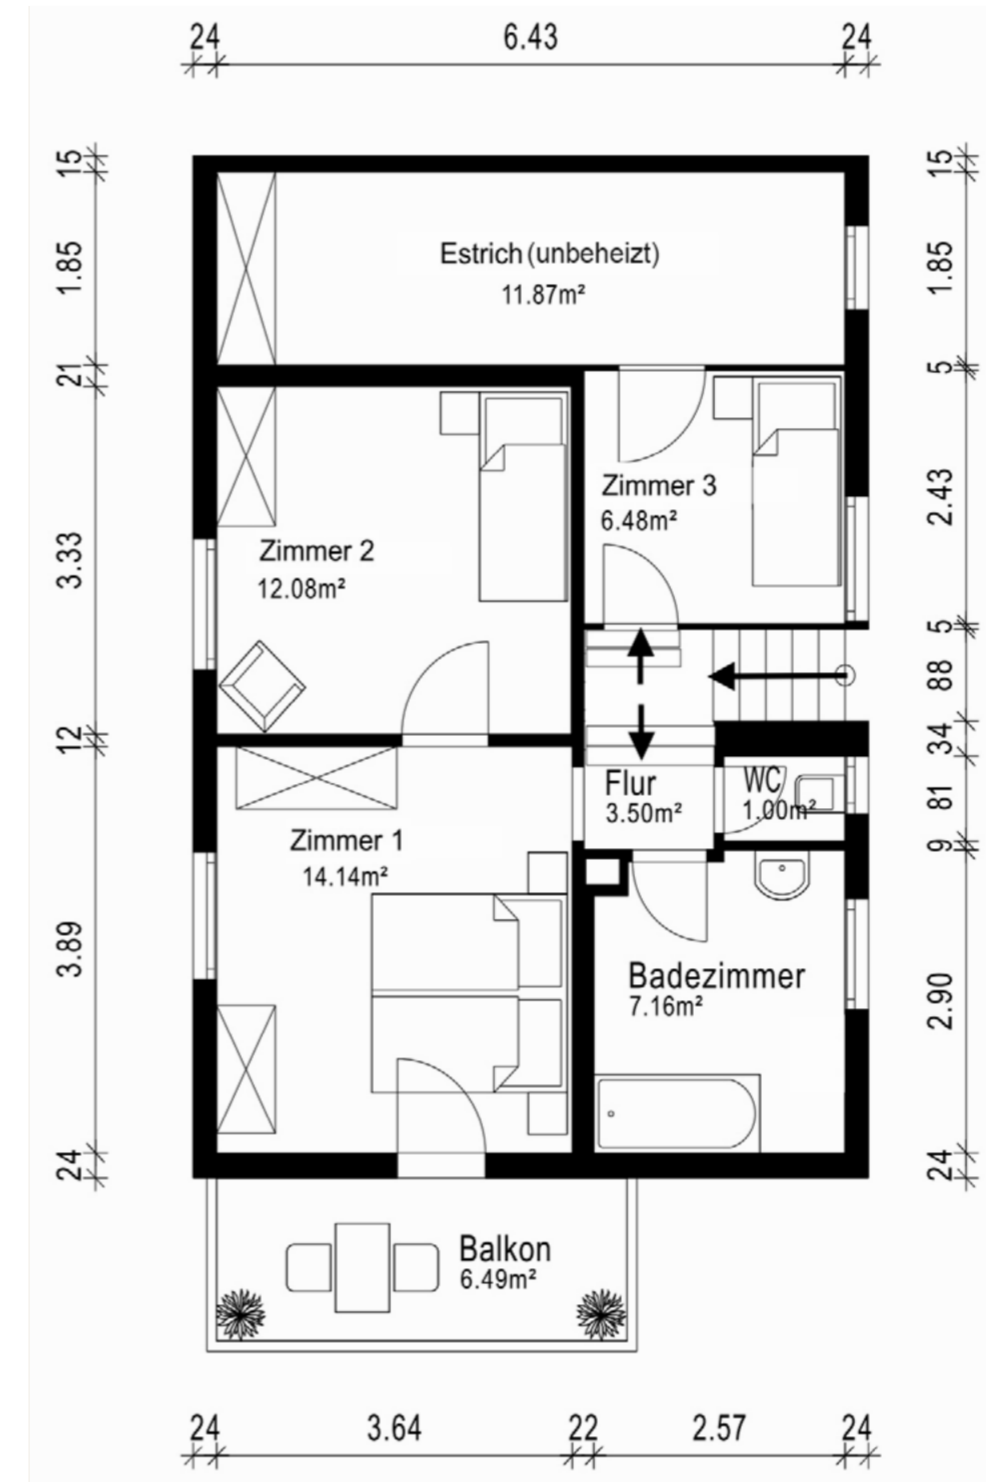 24 6.43 24
15 15
1.85 1.85
Estrich (unbeheizt)
11.87m²
21 5
Zimmer 3
6.48m²
2.43
Zimmer 2
12.08m²
3.33
5
88
12 34
Flur
3.50m²
WC
1.00m²
81
Zimmer 1
14.14m²
9
3.89
Badezimmer
7.16m²
2.90
24 24
Balkon
6.49m²
24 3.64 22 2.57 24